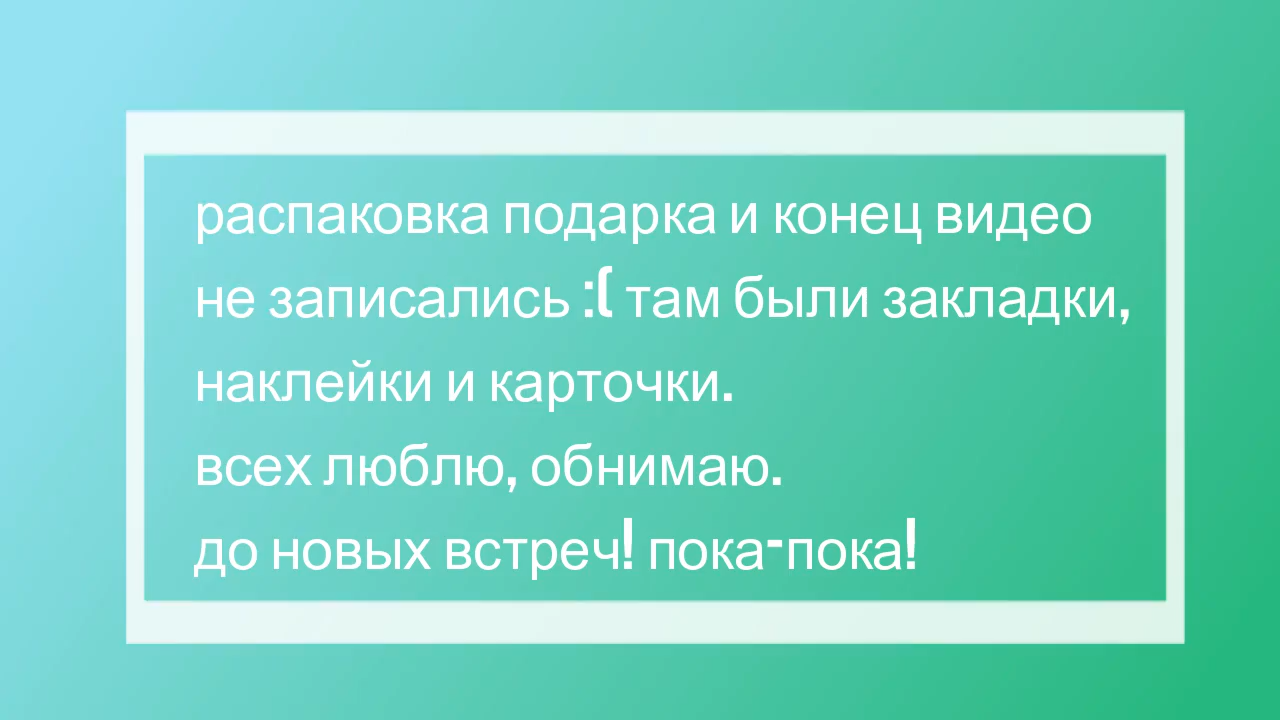 распаковка подарка и конец видео
не записались :( там были закладки,
наклейки и карточки.
всех люблю, обнимаю.
до новых встреч! пока-пока!